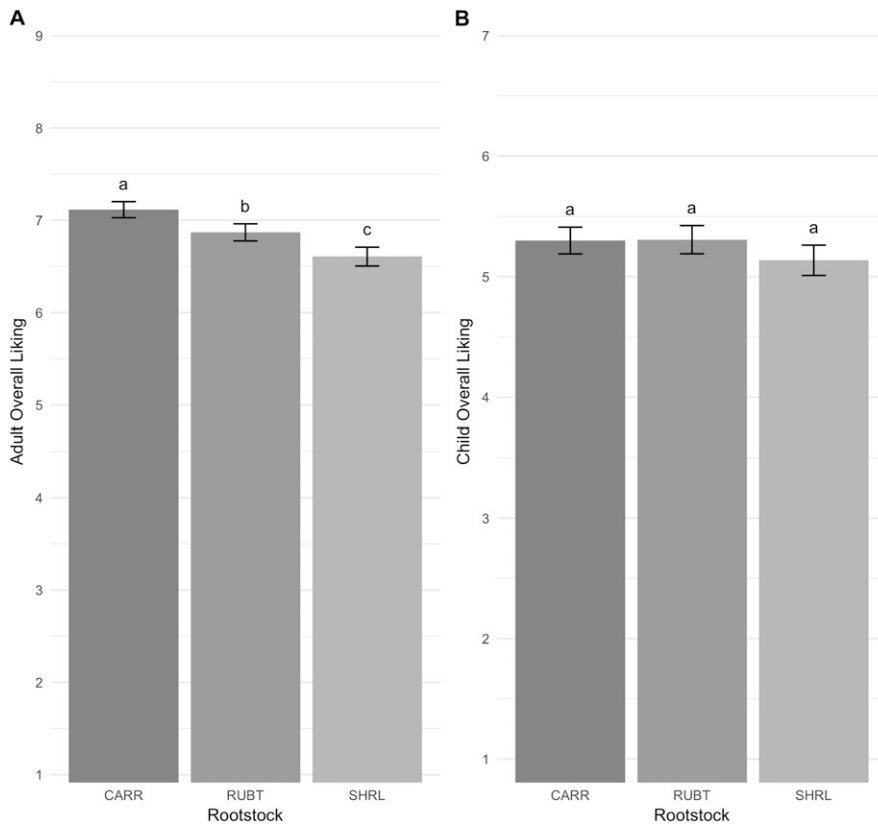 A
Adult Overall Liking
9
8
7
6
5
4
3
2
1
a
b
c
CARR RUBT SHRL
Rootstock
B
Child Overall Liking
7
6
5
4
3
2
1
a
a
a
CARR RUBT SHRL
Rootstock